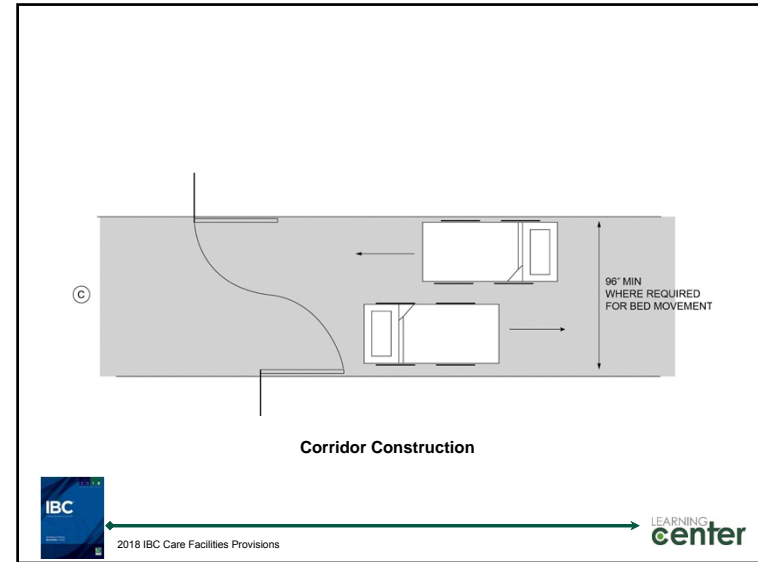 C
96" MIN
WHERE REQUIRED
FOR BED MOVEMENT
Corridor Construction
IBC
2018 IBC Care Facilities Provisions
LEARNING
center